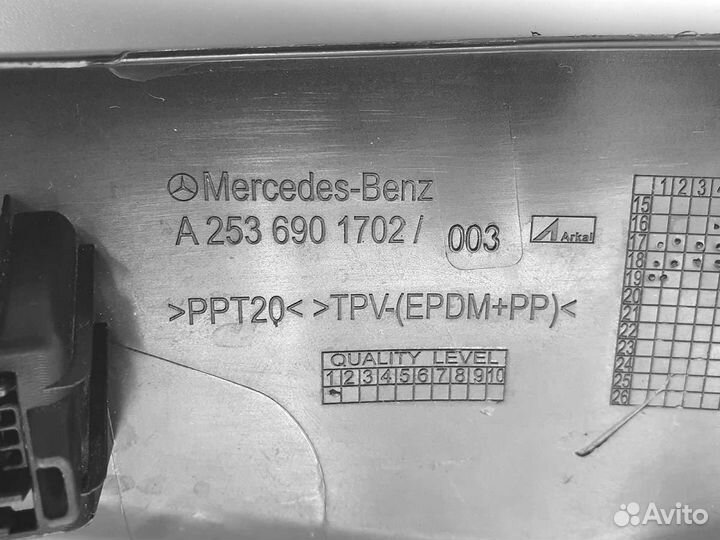 Mercedes-Benz
A 253 690 1702 / 003 Arkal
>PPT20< >TPV-(EPDM+PP)<
QUALITY LEVEL
1 2 3 4 5 6 7 8 9 10
1 2 3 4
15
16
17
18
19
20
21
22
23
24
25
26
Avito